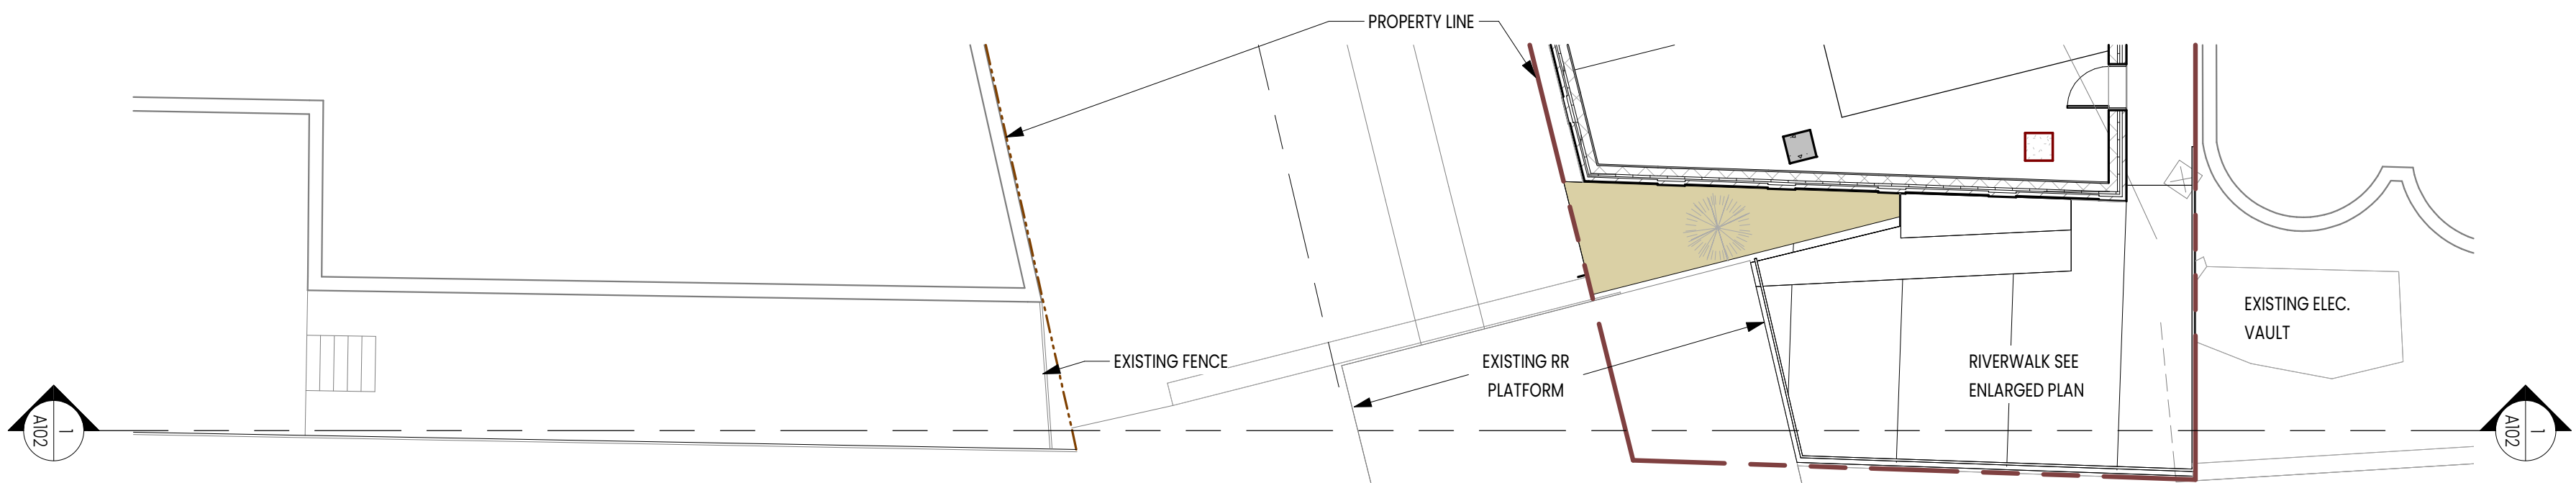 PROPERTY LINE
EXISTING ELEC.
VAULT
EXISTING FENCE
EXISTING RR
PLATFORM
RIVERWALK SEE
ENLARGED PLAN
1
A102
1
A102